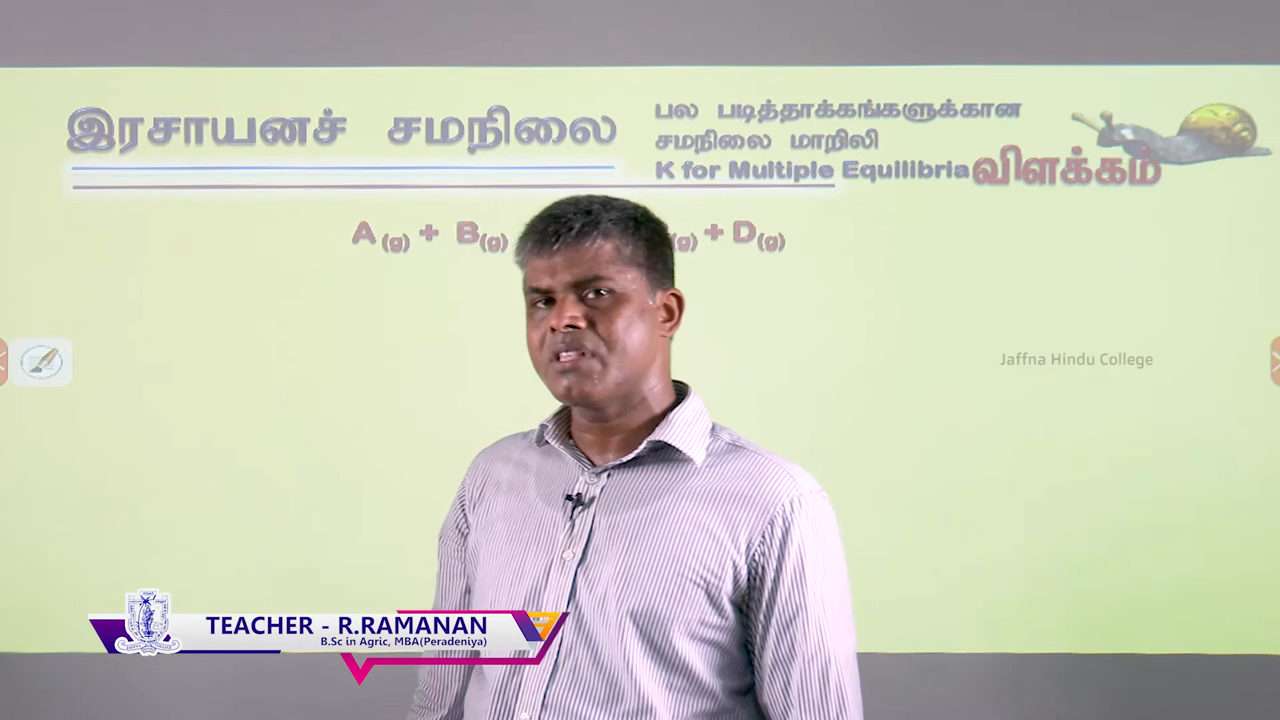 இரசாயனச் சமநிலை
பல படித்தாக்கங்களுக்கான
சமநிலை மாறிலி
K for Multiple Equilibria
விளக்கம்
A (g) + B(g) (g) + D(g)
Jaffna Hindu College
TEACHER - R.RAMANAN
B.Sc in Agric, MBA(Peradeniya)